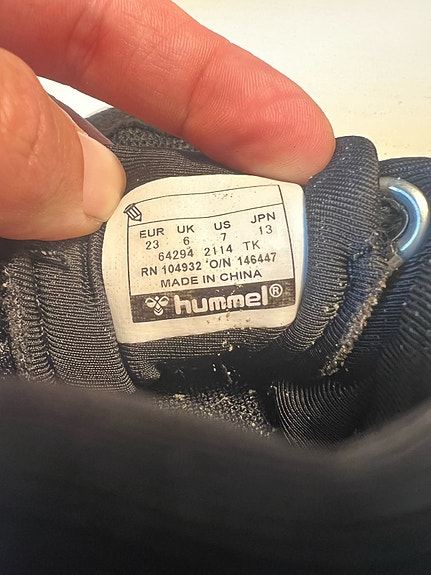 EUR UK US JPN
23 6 7 13
64294 2114 TK
RN 104932 O/N 146447
MADE IN CHINA
hummel®